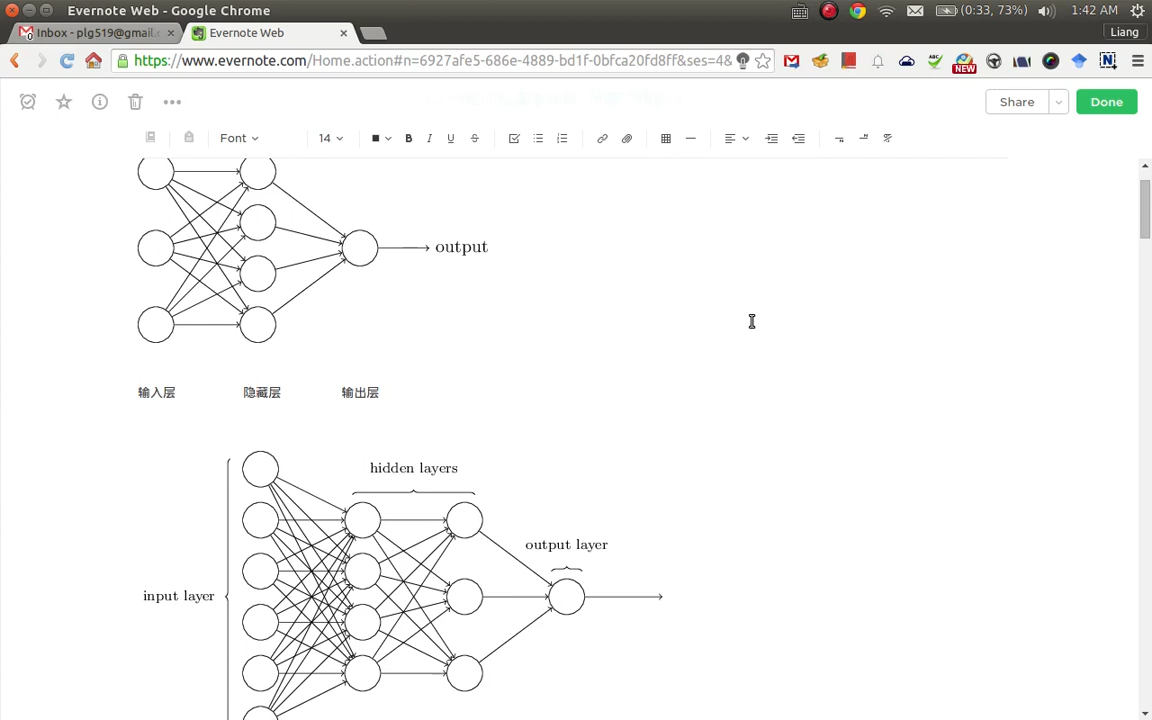 Evernote Web - Google Chrome
(0:33, 73%)
1:42 AM
Inbox - plg519@gmail.c
Evernote Web
Liang
https://www.evernote.com/Home.action#n=6927afe5-686e-4889-bd1f-0bfca20fd8ff&ses=4&
NEW
Share
Done
Font
14
B I U
output
输入层 隐藏层 输出层
hidden layers
output layer
input layer